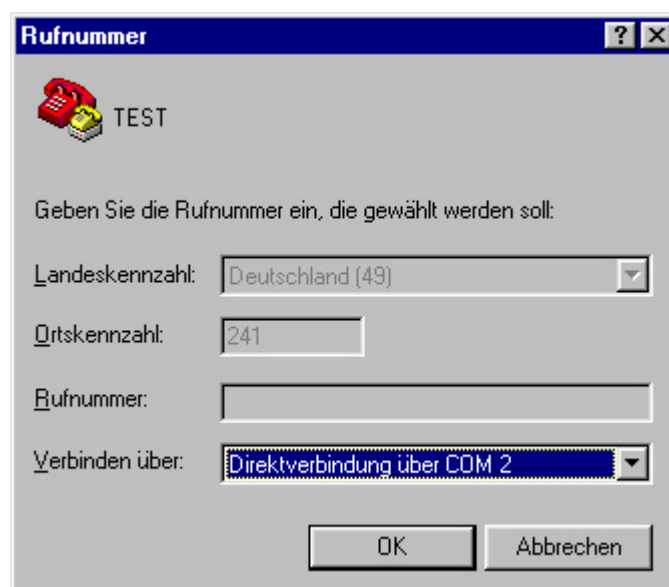 Rufnummer
TEST
Geben Sie die Rufnummer ein, die gewählt werden soll:
Landeskennzahl: Deutschland (49)
Ortskennzahl: 241
Rufnummer:
Verbinden über: Direktverbindung über COM 2
OK Abbrechen